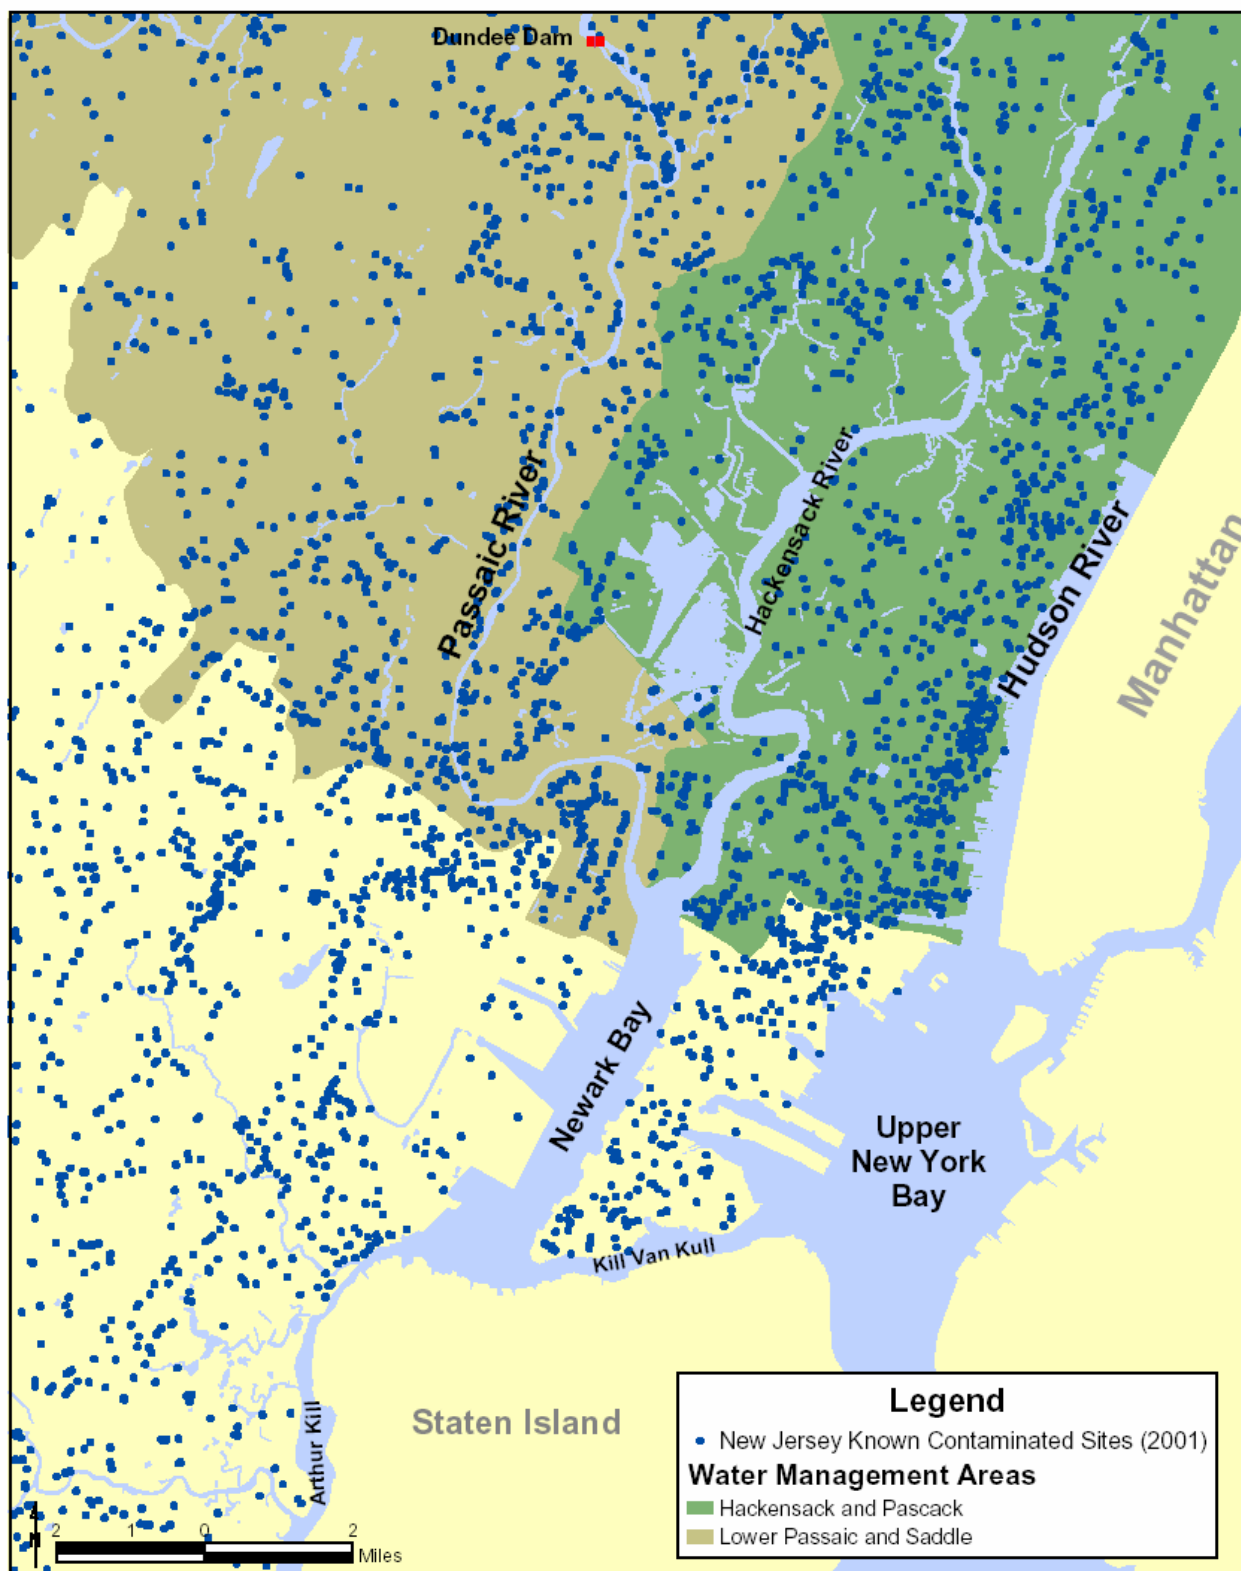 Dundee Dam
Passaic River
Hackensack River
Hudson River
Manhattan
Newark Bay
Upper
New York
Bay
Kill Van Kull
Staten Island
Arthur Kill
Legend
New Jersey Known Contaminated Sites (2001)
Water Management Areas
Hackensack and Pascack
Lower Passaic and Saddle
N
2 1 0 2
Miles